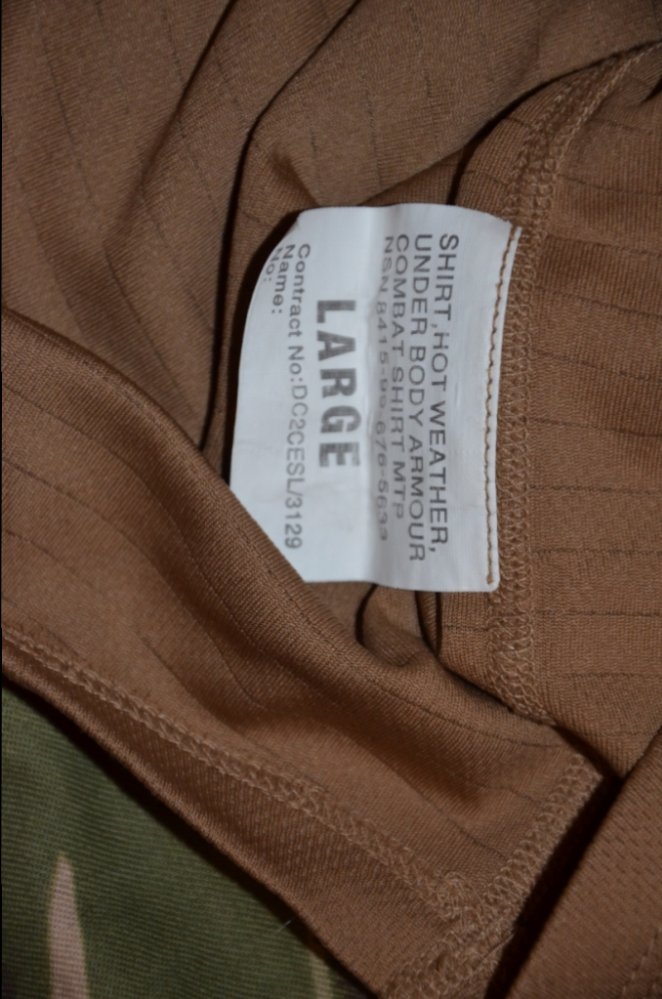 SHIRT, HOT WEATHER,
UNDER BODY ARMOUR
COMBAT SHIRT MTP
NSN 8415-99-676-5633
LARGE
Contract No:DC2CESL/3129
Name:
No: